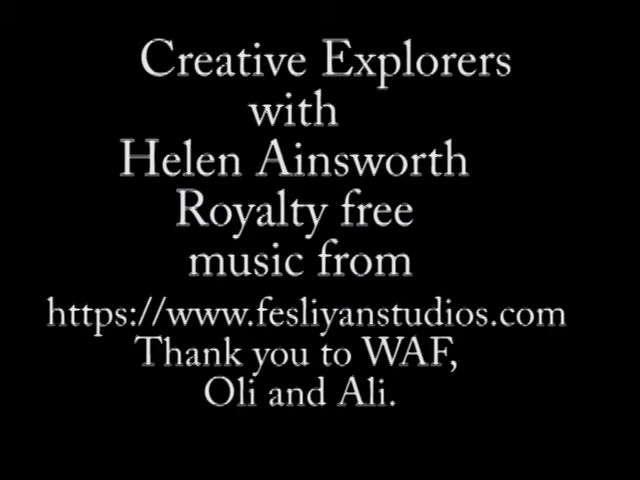 Creative Explorers
with
Helen Ainsworth
Royalty free
music from
https://www.fesliyanstudios.com
Thank you to WAF,
Oli and Ali.